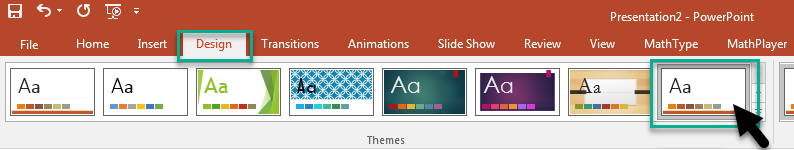 Presentation2 - PowerPoint
File Home Insert Design Transitions Animations Slide Show Review View MathType MathPlayer
Aa Aa Aa Aa Aa Aa Aa Aa
Themes